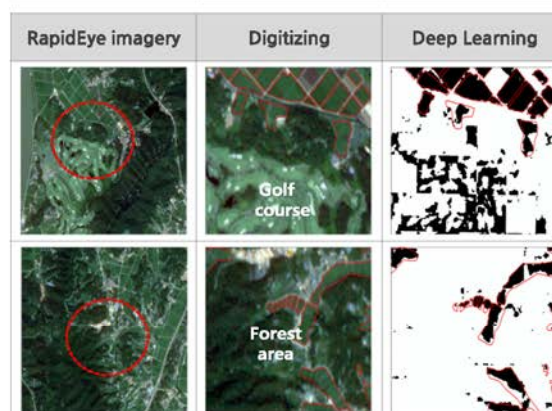 RapidEye imagery
Digitizing
Deep Learning
Golf
course
Forest
area